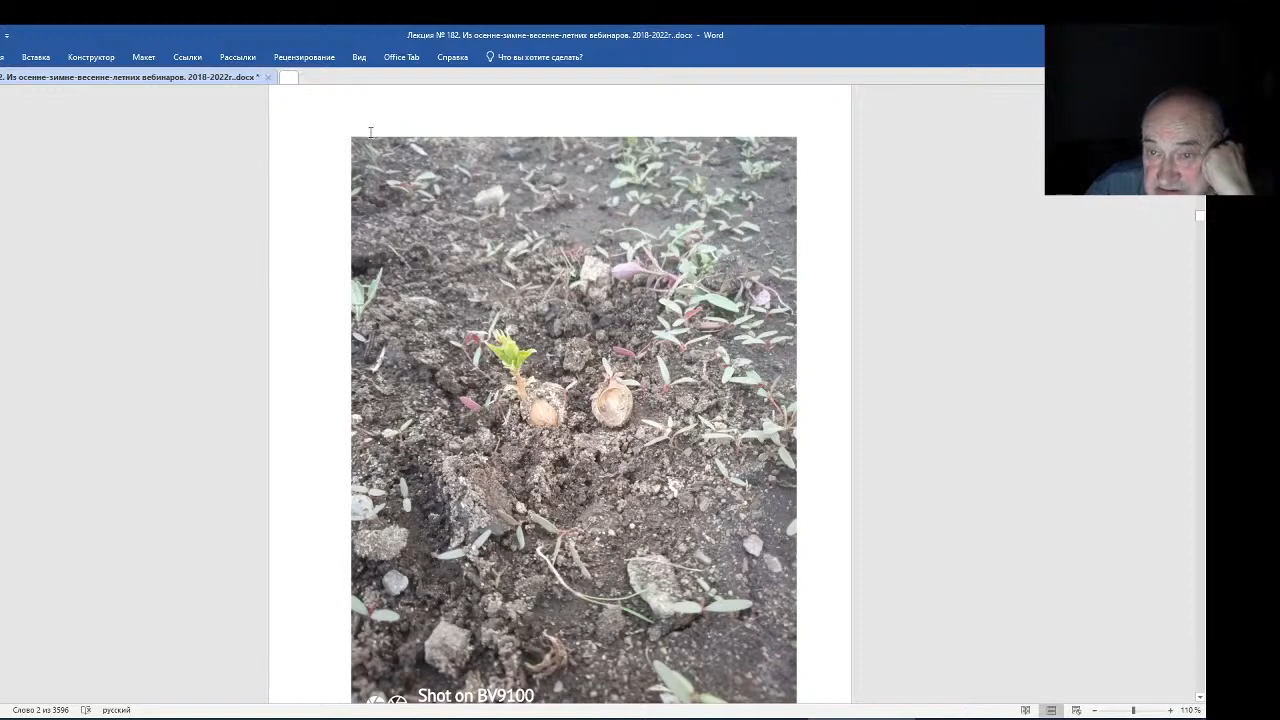 Лекция № 182. Из осенне-зимне-весенне-летних вебинаров. 2018-2022г..docx - Word
я Вставка Конструктор Макет Ссылки Рассылки Рецензирование Вид Office Tab Справка Что вы хотите сделать?
2. Из осенне-зимне-весенне-летних вебинаров. 2018-2022г..docx *
Shot on BV9100
Слово 2 из 3596 русский 110 %